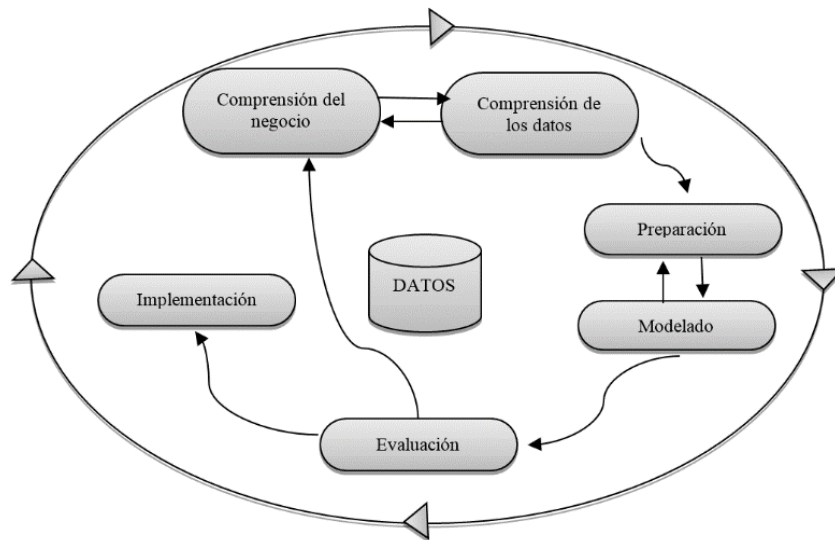 Comprensión del
negocio
Comprensión de
los datos
Preparación
DATOS
Implementación
Modelado
Evaluación